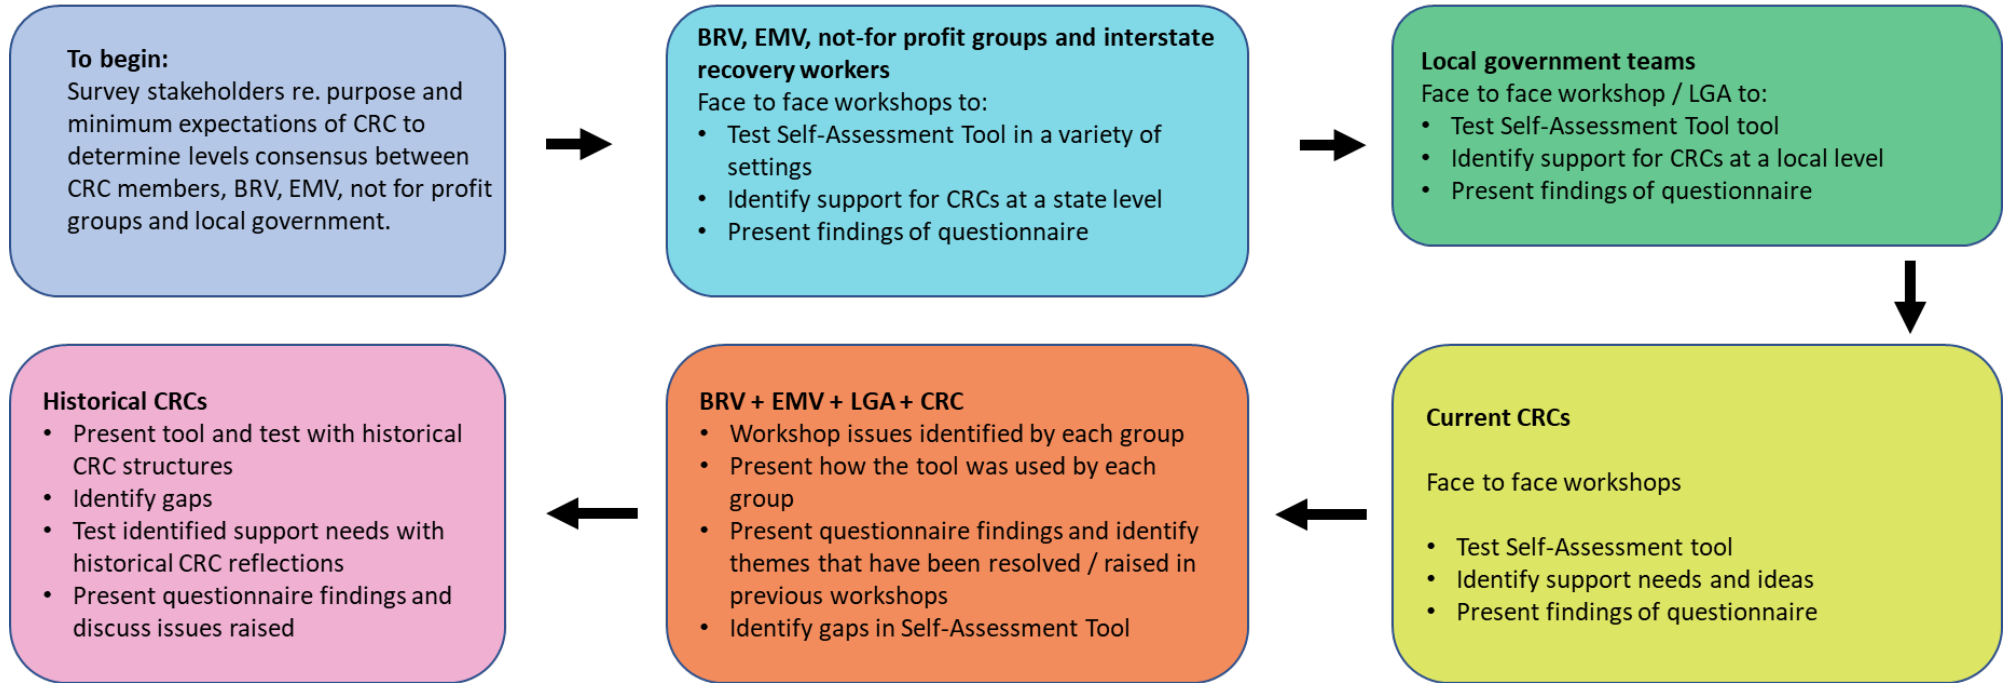 To begin:
Survey stakeholders re. purpose and
minimum expectations of CRC to
determine levels consensus between
CRC members, BRV, EMV, not for profit
groups and local government.
BRV, EMV, not-for profit groups and interstate
recovery workers
Face to face workshops to:
• Test Self-Assessment Tool in a variety of
settings
• Identify support for CRCs at a state level
• Present findings of questionnaire
Local government teams
Face to face workshop / LGA to:
• Test Self-Assessment Tool tool
• Identify support for CRCs at a local level
• Present findings of questionnaire
Current CRCs
Face to face workshops
• Test Self-Assessment tool
• Identify support needs and ideas
• Present findings of questionnaire
BRV + EMV + LGA + CRC
• Workshop issues identified by each group
• Present how the tool was used by each
group
• Present questionnaire findings and identify
themes that have been resolved / raised in
previous workshops
• Identify gaps in Self-Assessment Tool
Historical CRCs
• Present tool and test with historical
CRC structures
• Identify gaps
• Test identified support needs with
historical CRC reflections
• Present questionnaire findings and
discuss issues raised